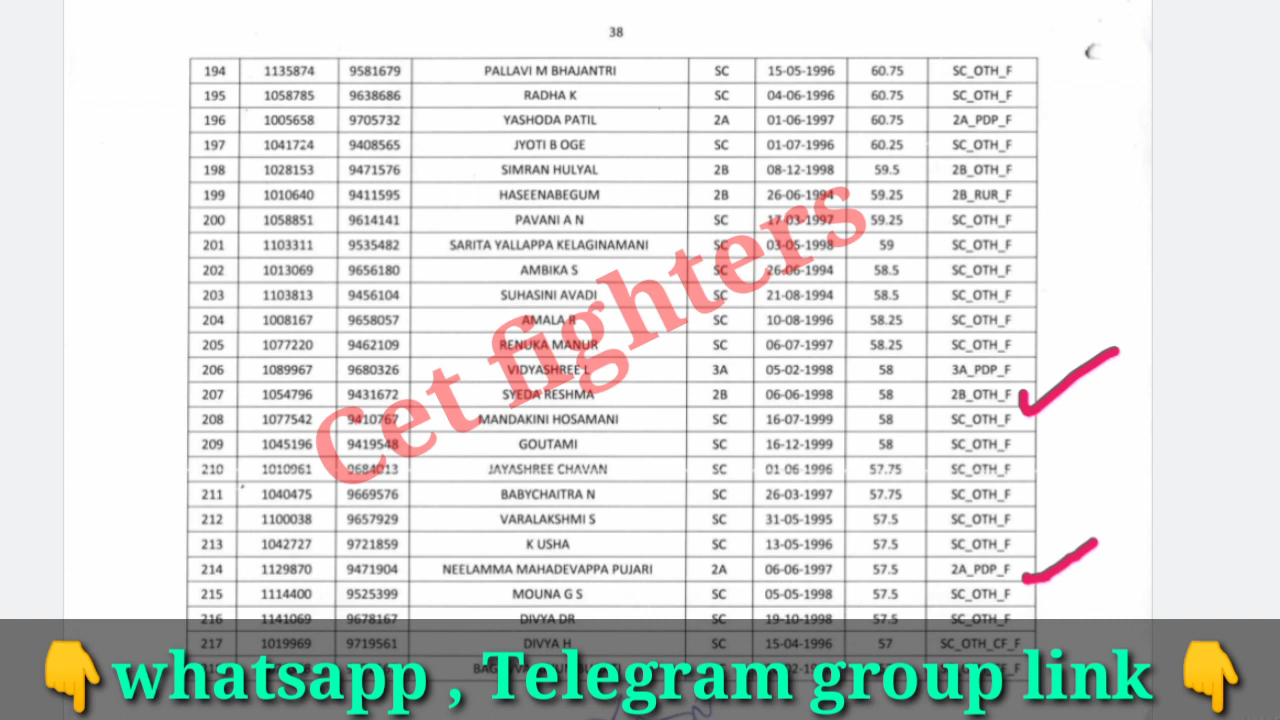 38
194 1135874 9581679 PALLAVI M BHAJANTRI SC 15-05-1996 60.75 SC_OTH_F
195 1058785 9638686 RADHA K SC 04-06-1996 60.75 SC_OTH_F
196 1005658 9705732 YASHODA PATIL 2A 01-06-1997 60.75 2A_PDP_F
197 1041724 9408565 JYOTI B OGE SC 01-07-1996 60.25 SC_OTH_F
198 1028153 9471576 SIMRAN HULYAL 2B 08-12-1998 59.5 2B_OTH_F
199 1010640 9411595 HASEENABEGUM 2B 26-06-1994 59.25 2B_RUR_F
200 1058851 9614141 PAVANI A N SC 17-03-1997 59.25 SC_OTH_F
201 1103311 9535482 SARITA YALLAPPA KELAGINAMANI SC 03-05-1998 59 SC_OTH_F
202 1013069 9656180 AMBIKA S SC 26-06-1994 58.5 SC_OTH_F
203 1103813 9456104 SUHASINI AVADI SC 21-08-1994 58.5 SC_OTH_F
204 1008167 9658057 AMALA R SC 10-08-1996 58.25 SC_OTH_F
205 1077220 9462109 RENUKA MANUR SC 06-07-1997 58.25 SC_OTH_F
206 1089967 9680326 VIDYASHREE L 3A 05-02-1998 58 3A_PDP_F
207 1054796 9431672 SYEDA RESHMA 2B 06-06-1998 58 2B_OTH_F
208 1077542 9410767 MANDAKINI HOSAMANI SC 16-07-1999 58 SC_OTH_F
209 1045196 9419548 GOUTAMI SC 16-12-1999 58 SC_OTH_F
210 1010961 9684013 JAYASHREE CHAVAN SC 01-06-1996 57.75 SC_OTH_F
211 1040475 9669576 BABYCHAITRA N SC 26-03-1997 57.75 SC_OTH_F
212 1100038 9657929 VARALAKSHMI S SC 31-05-1995 57.5 SC_OTH_F
213 1042727 9721859 K USHA SC 13-05-1996 57.5 SC_OTH_F
214 1129870 9471904 NEELAMMA MAHADEVAPPA PUJARI 2A 06-06-1997 57.5 2A_PDP_F
215 1114400 9525399 MOUNA G S SC 05-05-1998 57.5 SC_OTH_F
216 1141069 9678167 DIVYA DR SC 19-10-1998 57.5 SC_OTH_F
217 1019969 9719561 DIVYA H SC 15-04-1996 57 SC_OTH_CF_F
Cet fighters
whatsapp , Telegram group link